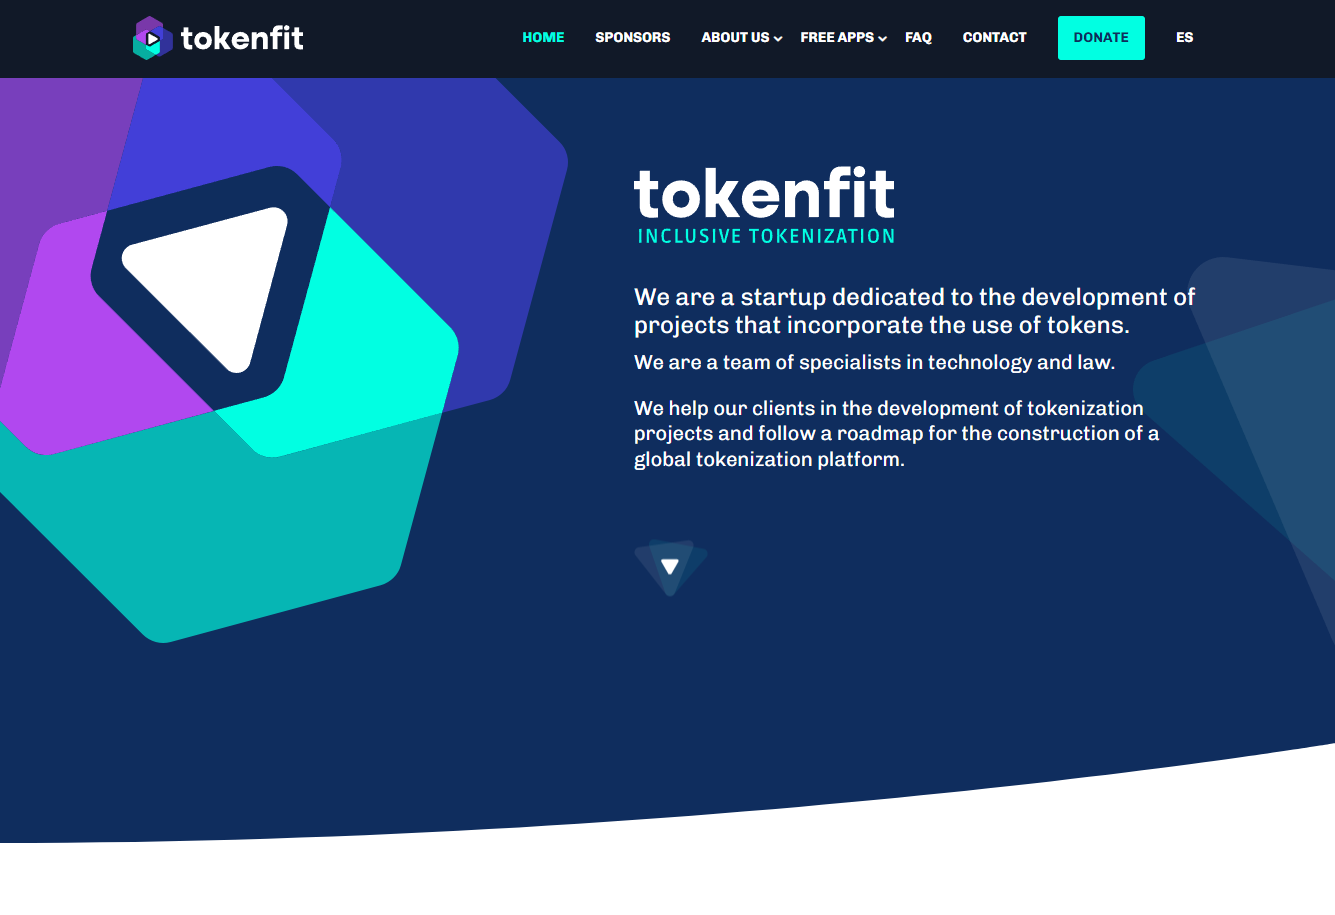 tokenfit
HOME SPONSORS ABOUT US FREE APPS FAQ CONTACT DONATE ES
tokenfit
INCLUSIVE TOKENIZATION
We are a startup dedicated to the development of
projects that incorporate the use of tokens.
We are a team of specialists in technology and law.
We help our clients in the development of tokenization
projects and follow a roadmap for the construction of a
global tokenization platform.